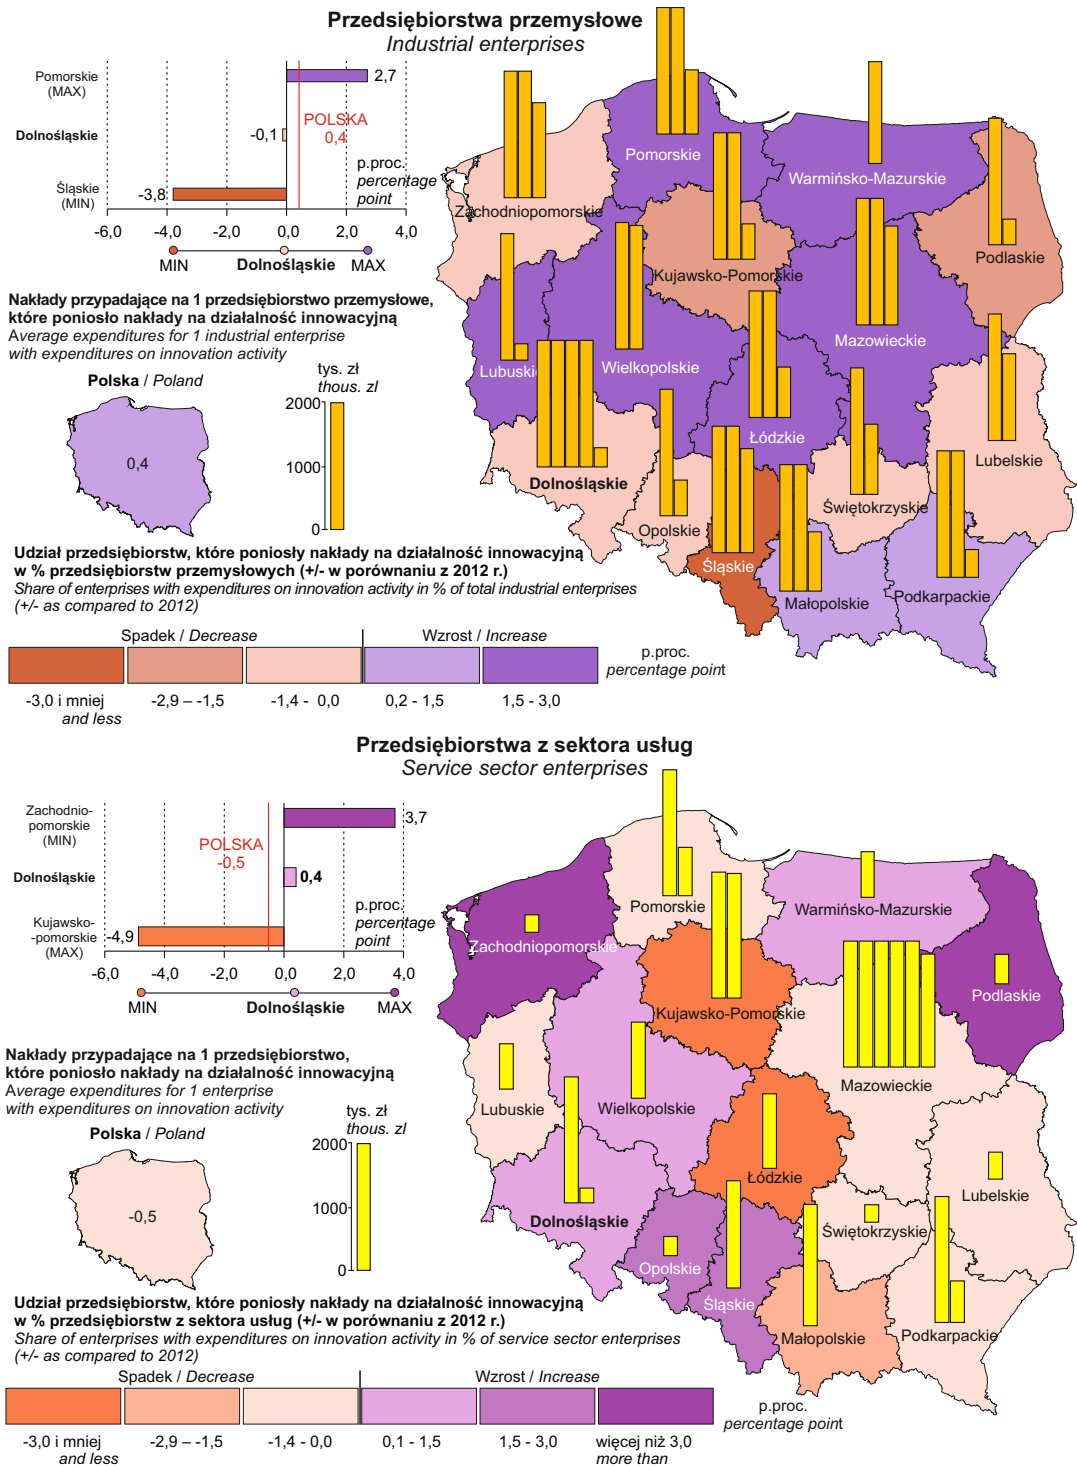 Przedsiębiorstwa przemysłowe
Industrial enterprises
Pomorskie
(MAX)
2,7
Dolnośląskie
-0,1
POLSKA
0,4
Śląskie
(MIN)
-3,8
p.proc.
percentage
point
-6,0 -4,0 -2,0 0,0 2,0 4,0
MIN Dolnośląskie MAX
Nakłady przypadające na 1 przedsiębiorstwo przemysłowe,
które poniosło nakłady na działalność innowacyjną
Average expenditures for 1 industrial enterprise
with expenditures on innovation activity
Polska / Poland
0,4
tys. zł
thous. zl
2000
1000
0
Pomorskie
Warmińsko-Mazurskie
Zachodniopomorskie
Podlaskie
Kujawsko-Pomorskie
Mazowieckie
Lubuskie
Wielkopolskie
Łódzkie
Lubelskie
Dolnośląskie
Świętokrzyskie
Opolskie
Śląskie
Małopolskie
Podkarpackie
Udział przedsiębiorstw, które poniosły nakłady na działalność innowacyjną
w % przedsiębiorstw przemysłowych (+/- w porównaniu z 2012 r.)
Share of enterprises with expenditures on innovation activity in % of total industrial enterprises
(+/- as compared to 2012)
Spadek / Decrease Wzrost / Increase
p.proc.
percentage point
-3,0 i mniej -2,9 – -1,5 -1,4 - 0,0 0,2 - 1,5 1,5 - 3,0
and less
Przedsiębiorstwa z sektora usług
Service sector enterprises
Zachodnio-
pomorskie
(MIN)
3,7
POLSKA
-0,5
Dolnośląskie
0,4
Kujawsko-
-pomorskie
(MAX)
-4,9
p.proc.
percentage
point
-6,0 -4,0 -2,0 0,0 2,0 4,0
MIN Dolnośląskie MAX
Nakłady przypadające na 1 przedsiębiorstwo,
które poniosło nakłady na działalność innowacyjną
Average expenditures for 1 enterprise
with expenditures on innovation activity
Polska / Poland
-0,5
tys. zł
thous. zl
2000
1000
0
Pomorskie
Warmińsko-Mazurskie
Zachodniopomorskie
Podlaskie
Kujawsko-Pomorskie
Mazowieckie
Lubuskie
Wielkopolskie
Łódzkie
Lubelskie
Dolnośląskie
Świętokrzyskie
Opolskie
Śląskie
Małopolskie
Podkarpackie
Udział przedsiębiorstw, które poniosły nakłady na działalność innowacyjną
w % przedsiębiorstw z sektora usług (+/- w porównaniu z 2012 r.)
Share of enterprises with expenditures on innovation activity in % of service sector enterprises
(+/- as compared to 2012)
Spadek / Decrease Wzrost / Increase
p.proc.
percentage point
-3,0 i mniej -2,9 – -1,5 -1,4 - 0,0 0,1 - 1,5 1,5 - 3,0 więcej niż 3,0
and less more than